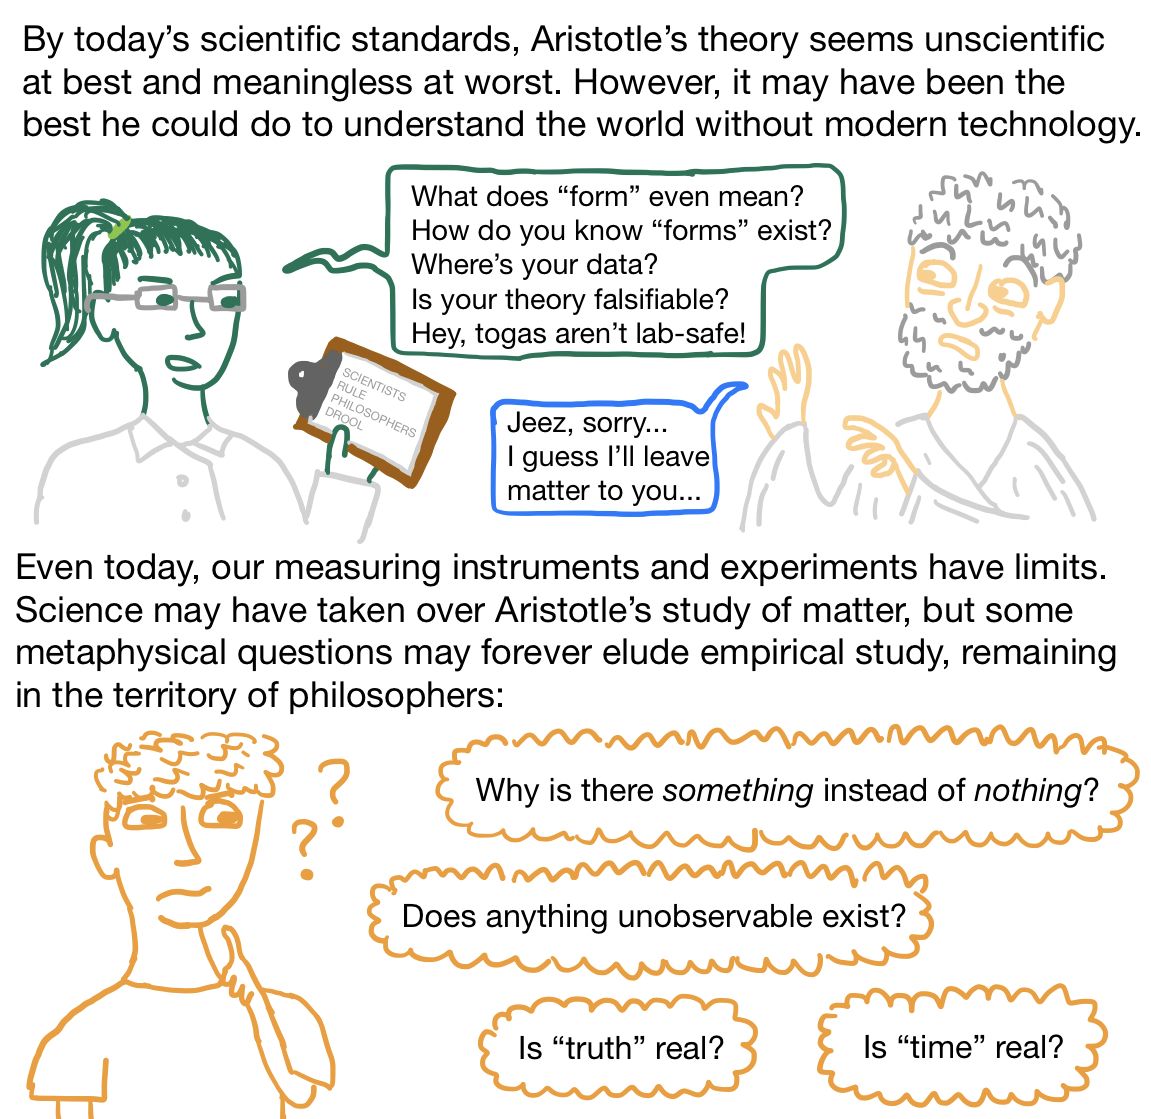 By today’s scientific standards, Aristotle’s theory seems unscientific
at best and meaningless at worst. However, it may have been the
best he could do to understand the world without modern technology.
What does “form” even mean?
How do you know “forms” exist?
Where’s your data?
Is your theory falsifiable?
Hey, togas aren’t lab-safe!
SCIENTISTS
RULE
PHILOSOPHERS
DROOL
Jeez, sorry...
I guess I’ll leave
matter to you...
Even today, our measuring instruments and experiments have limits.
Science may have taken over Aristotle’s study of matter, but some
metaphysical questions may forever elude empirical study, remaining
in the territory of philosophers:
?
?
Why is there something instead of nothing?
Does anything unobservable exist?
Is “truth” real?
Is “time” real?